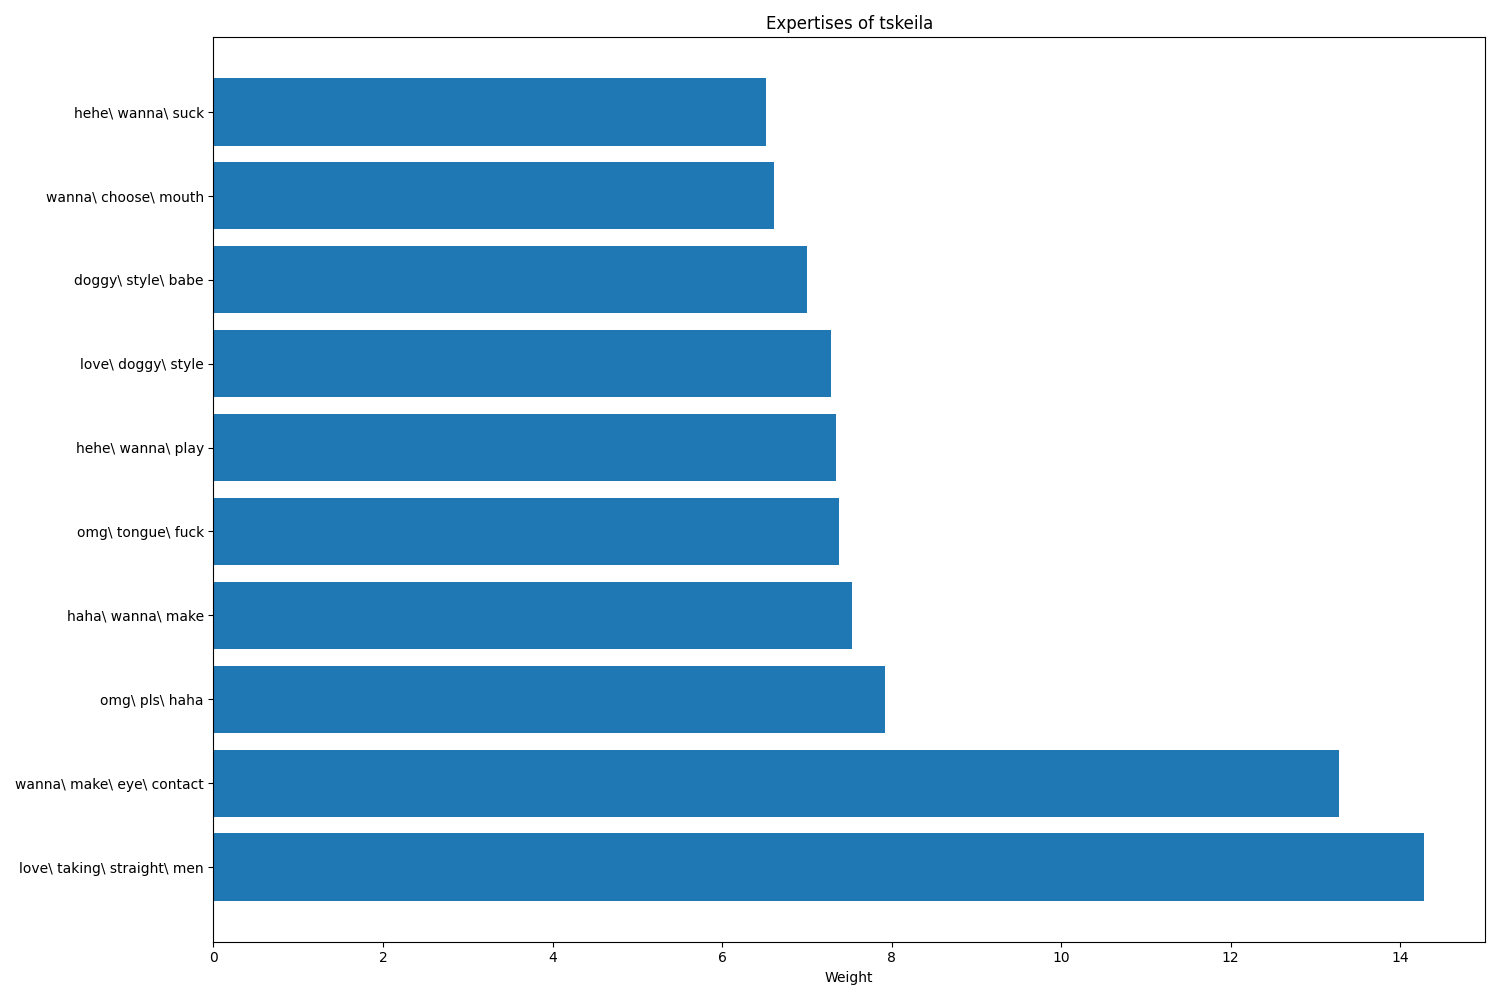 Expertises of tskeila
hehe\ wanna\ suck
wanna\ choose\ mouth
doggy\ style\ babe
love\ doggy\ style
hehe\ wanna\ play
omg\ tongue\ fuck
haha\ wanna\ make
omg\ pls\ haha
wanna\ make\ eye\ contact
love\ taking\ straight\ men
0 2 4 6 8 10 12 14
Weight